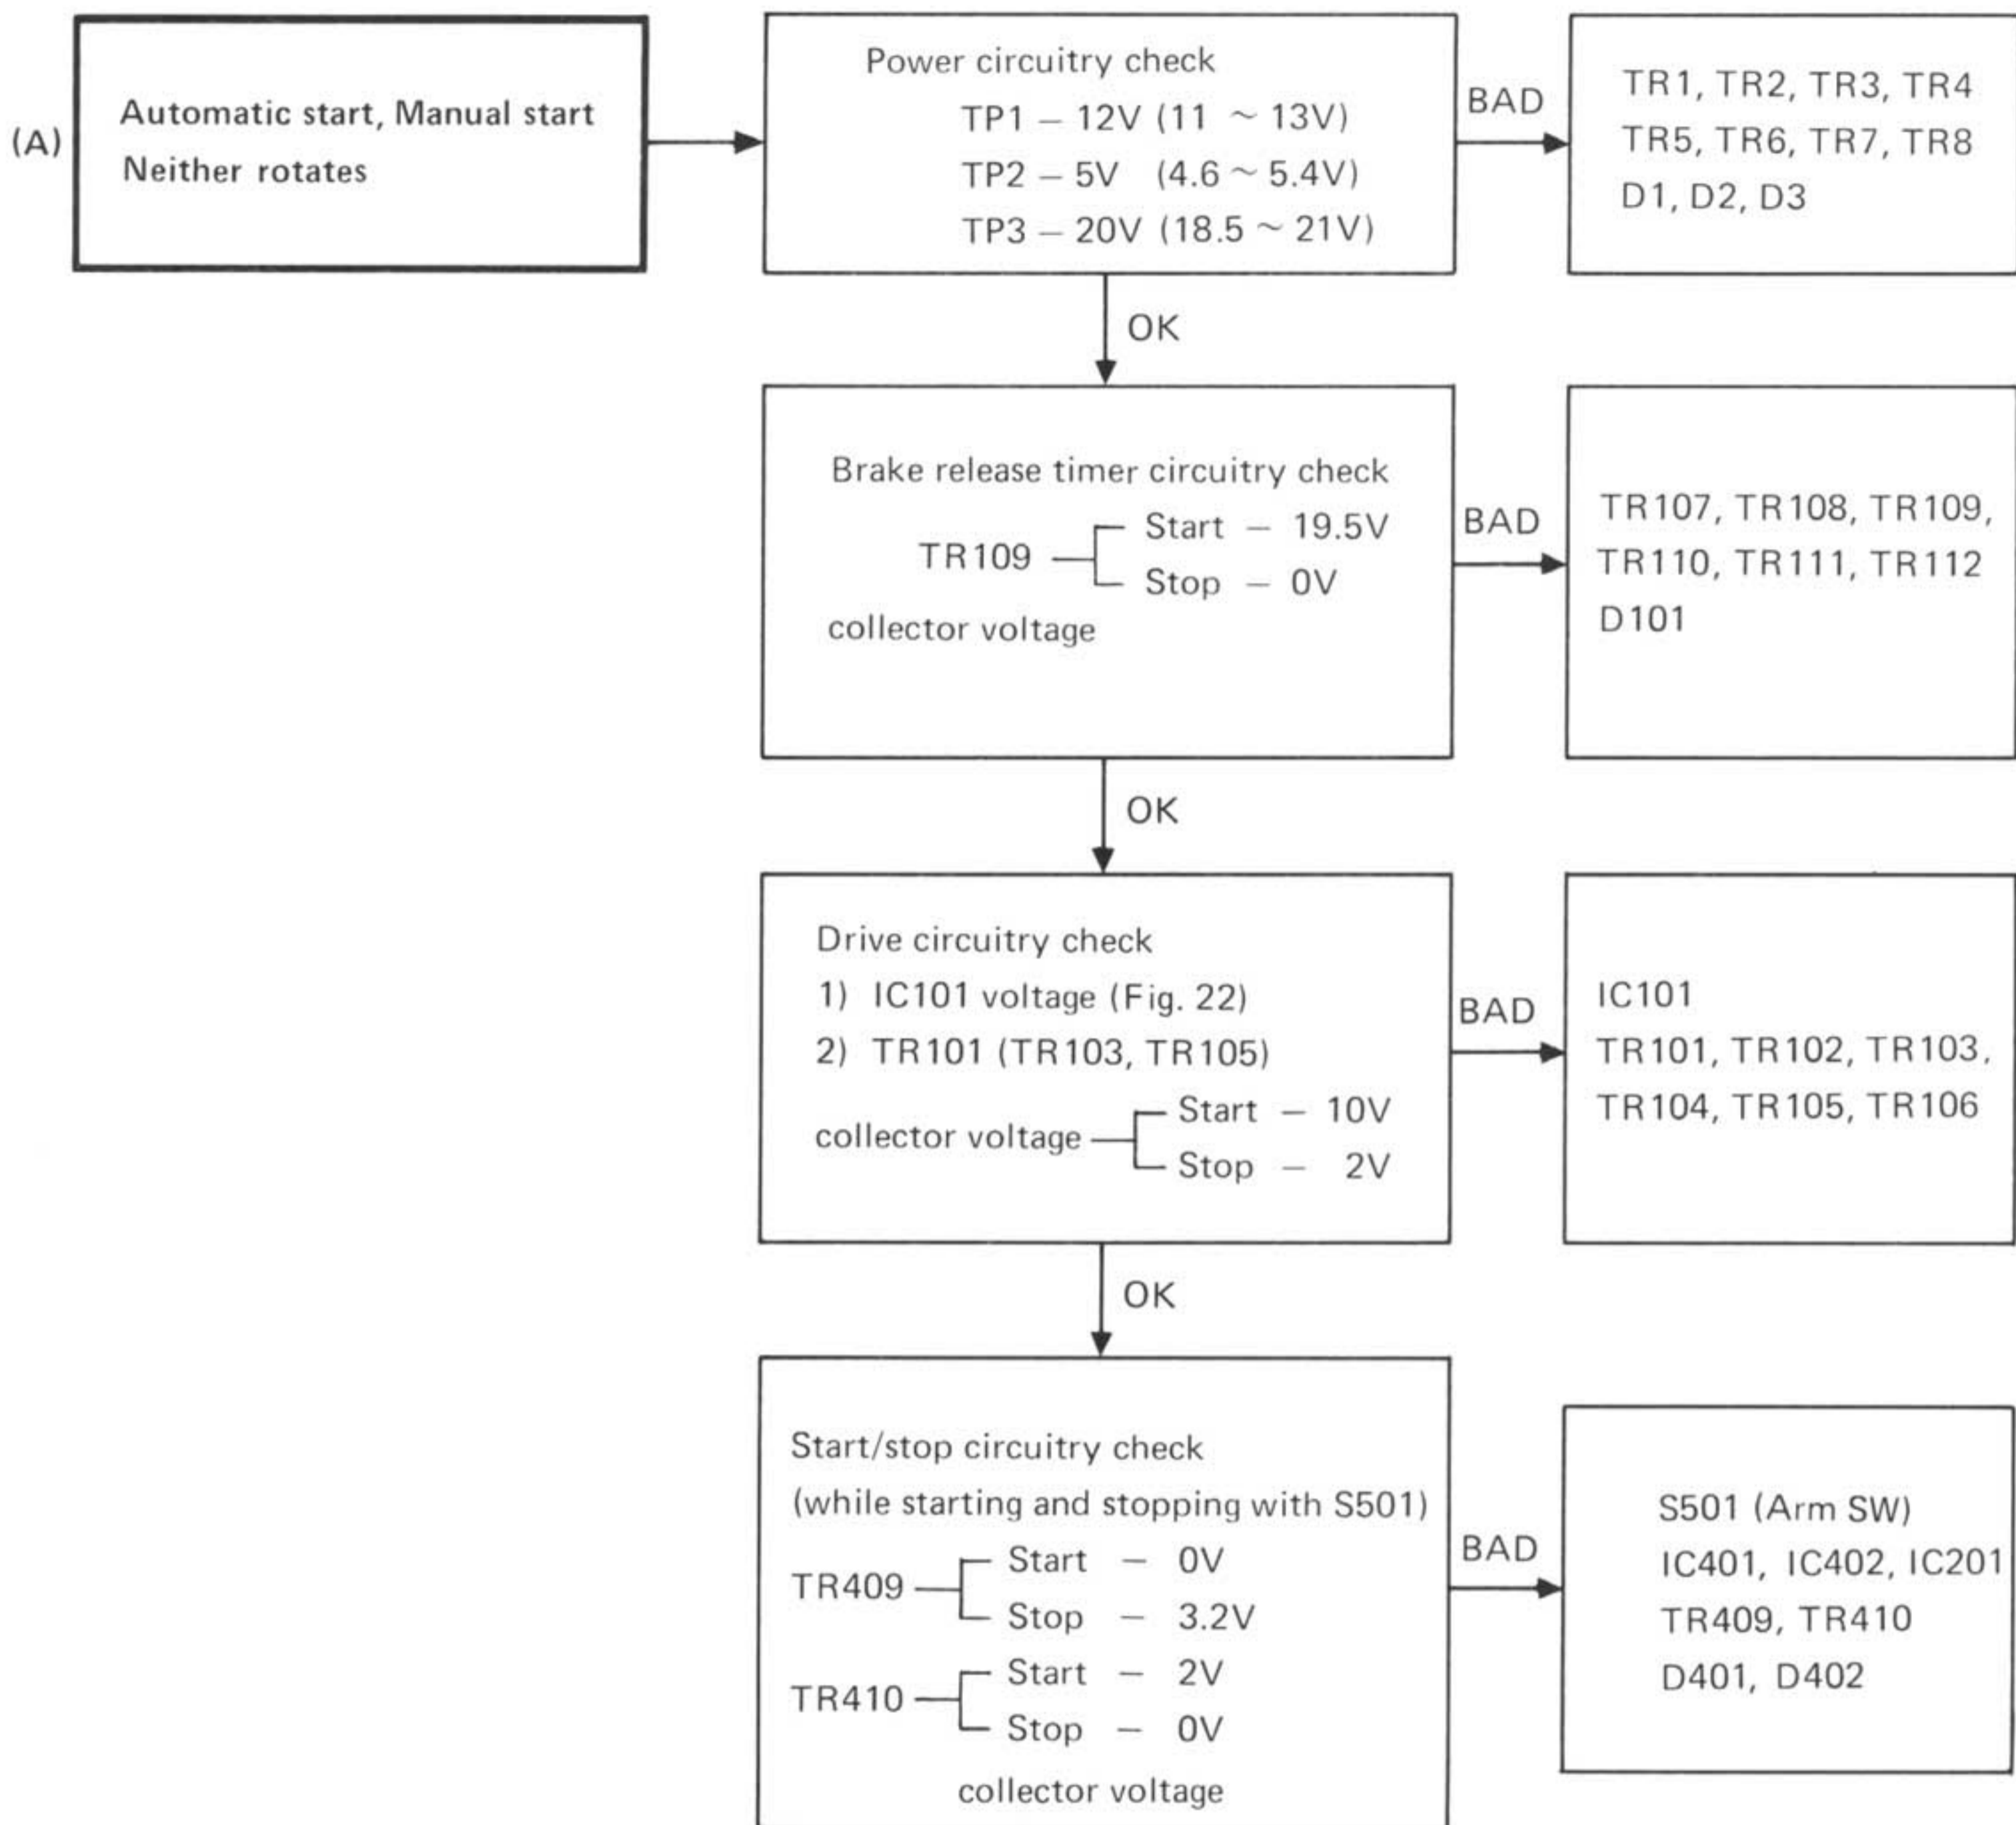 (A)
Automatic start, Manual start
Neither rotates
Power circuitry check
TP1 – 12V (11 ~ 13V)
TP2 – 5V (4.6 ~ 5.4V)
TP3 – 20V (18.5 ~ 21V)
BAD
TR1, TR2, TR3, TR4
TR5, TR6, TR7, TR8
D1, D2, D3
OK
Brake release timer circuitry check
Start – 19.5V
TR109
Stop – 0V
collector voltage
BAD
TR107, TR108, TR109,
TR110, TR111, TR112
D101
OK
Drive circuitry check
1) IC101 voltage (Fig. 22)
2) TR101 (TR103, TR105)
Start – 10V
collector voltage
Stop – 2V
BAD
IC101
TR101, TR102, TR103,
TR104, TR105, TR106
OK
Start/stop circuitry check
(while starting and stopping with S501)
Start – 0V
TR409
Stop – 3.2V
Start – 2V
TR410
Stop – 0V
collector voltage
BAD
S501 (Arm SW)
IC401, IC402, IC201
TR409, TR410
D401, D402